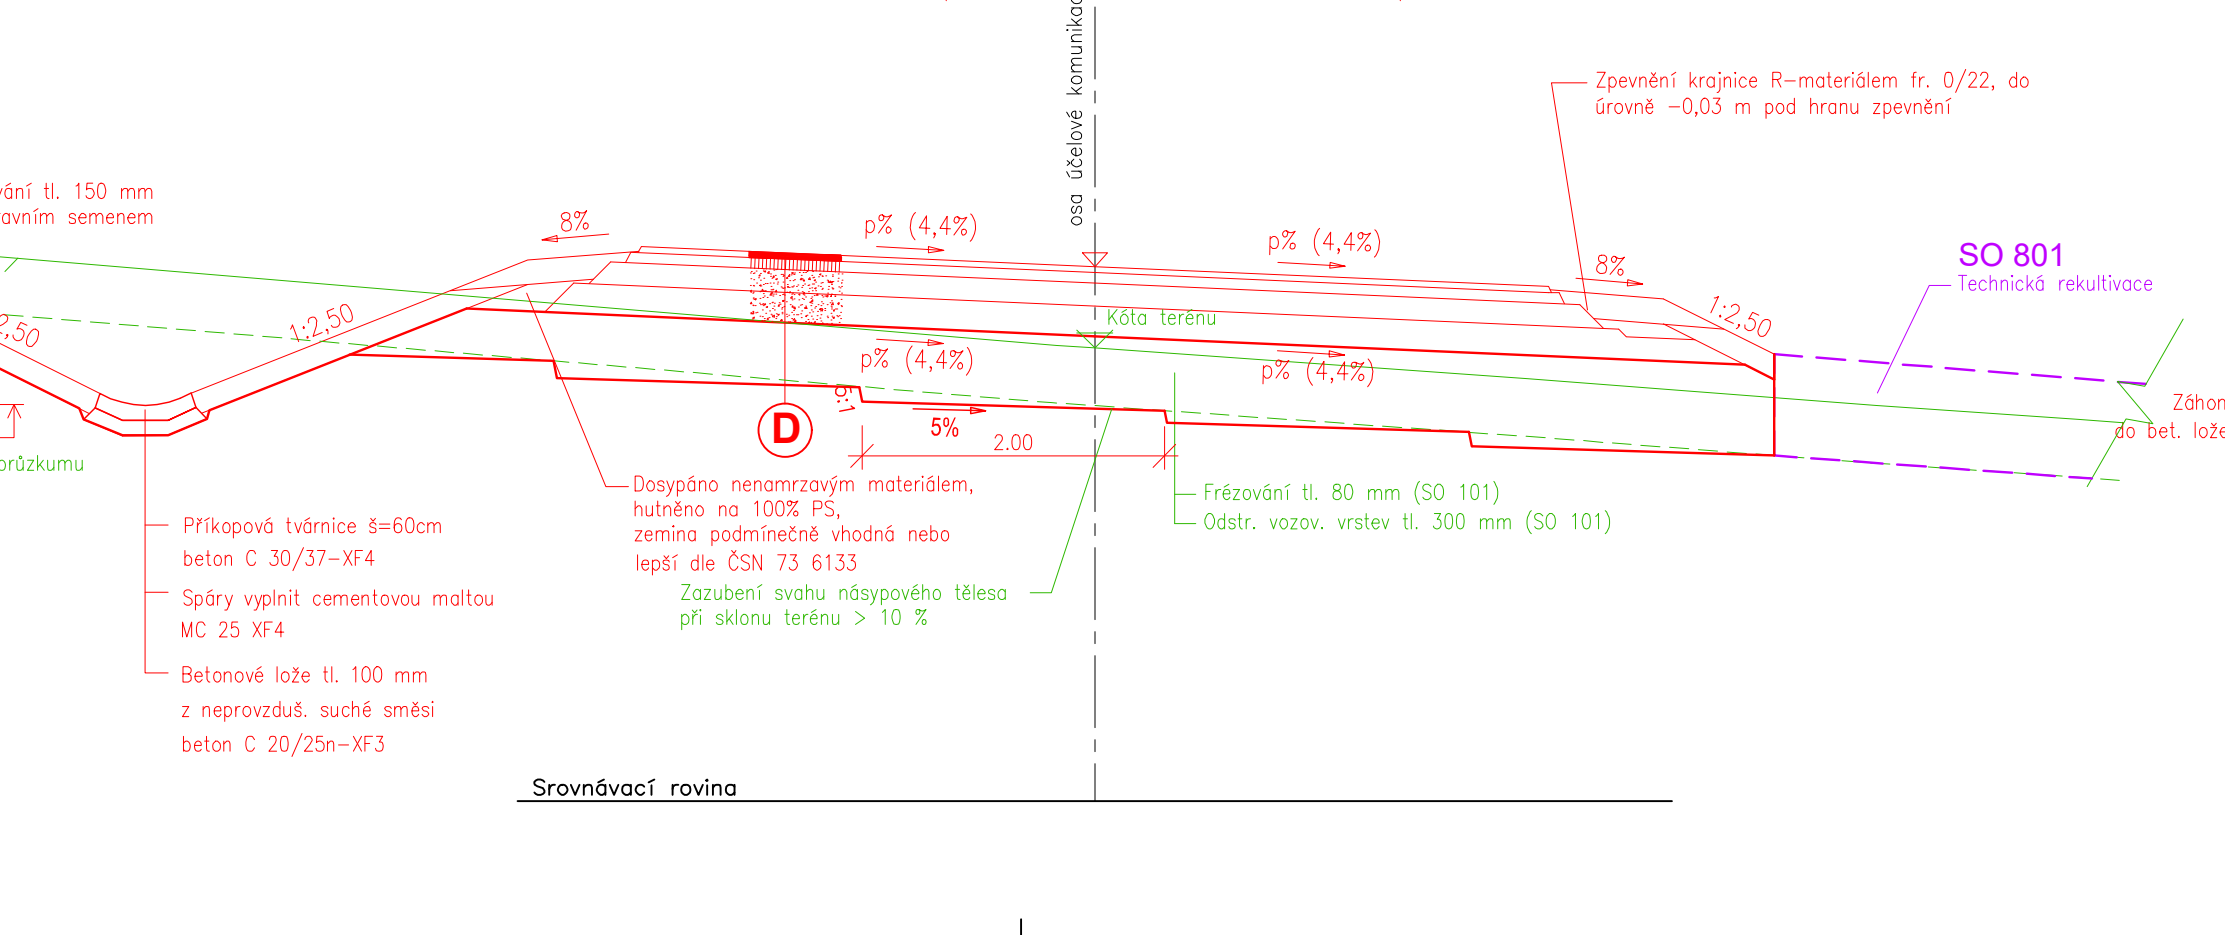 osa účelové komunikac
Zpevnění krajnice R-materiálem fr. 0/22, do
úrovně -0,03 m pod hranu zpevnění
vání tl. 150 mm
avním semenem
8%
p% (4,4%)
p% (4,4%)
8%
SO 801
Technická rekultivace
2,50
1:2,50
1:2,50
Kóta terénu
p% (4,4%)
p% (4,4%)
5:1
D
5%
2.00
Záhon
do bet. lože
průzkumu
Dosypáno nenamrzavým materiálem,
hutněno na 100% PS,
zemina podmínečně vhodná nebo
lepší dle ČSN 73 6133
Frézování tl. 80 mm (SO 101)
Odstr. vozov. vrstev tl. 300 mm (SO 101)
Příkopová tvárnice š=60cm
beton C 30/37-XF4
Spáry vyplnit cementovou maltou
MC 25 XF4
Zazubení svahu násypového tělesa
při sklonu terénu > 10 %
Betonové lože tl. 100 mm
z neprovzduš. suché směsi
beton C 20/25n-XF3
Srovnávací rovina